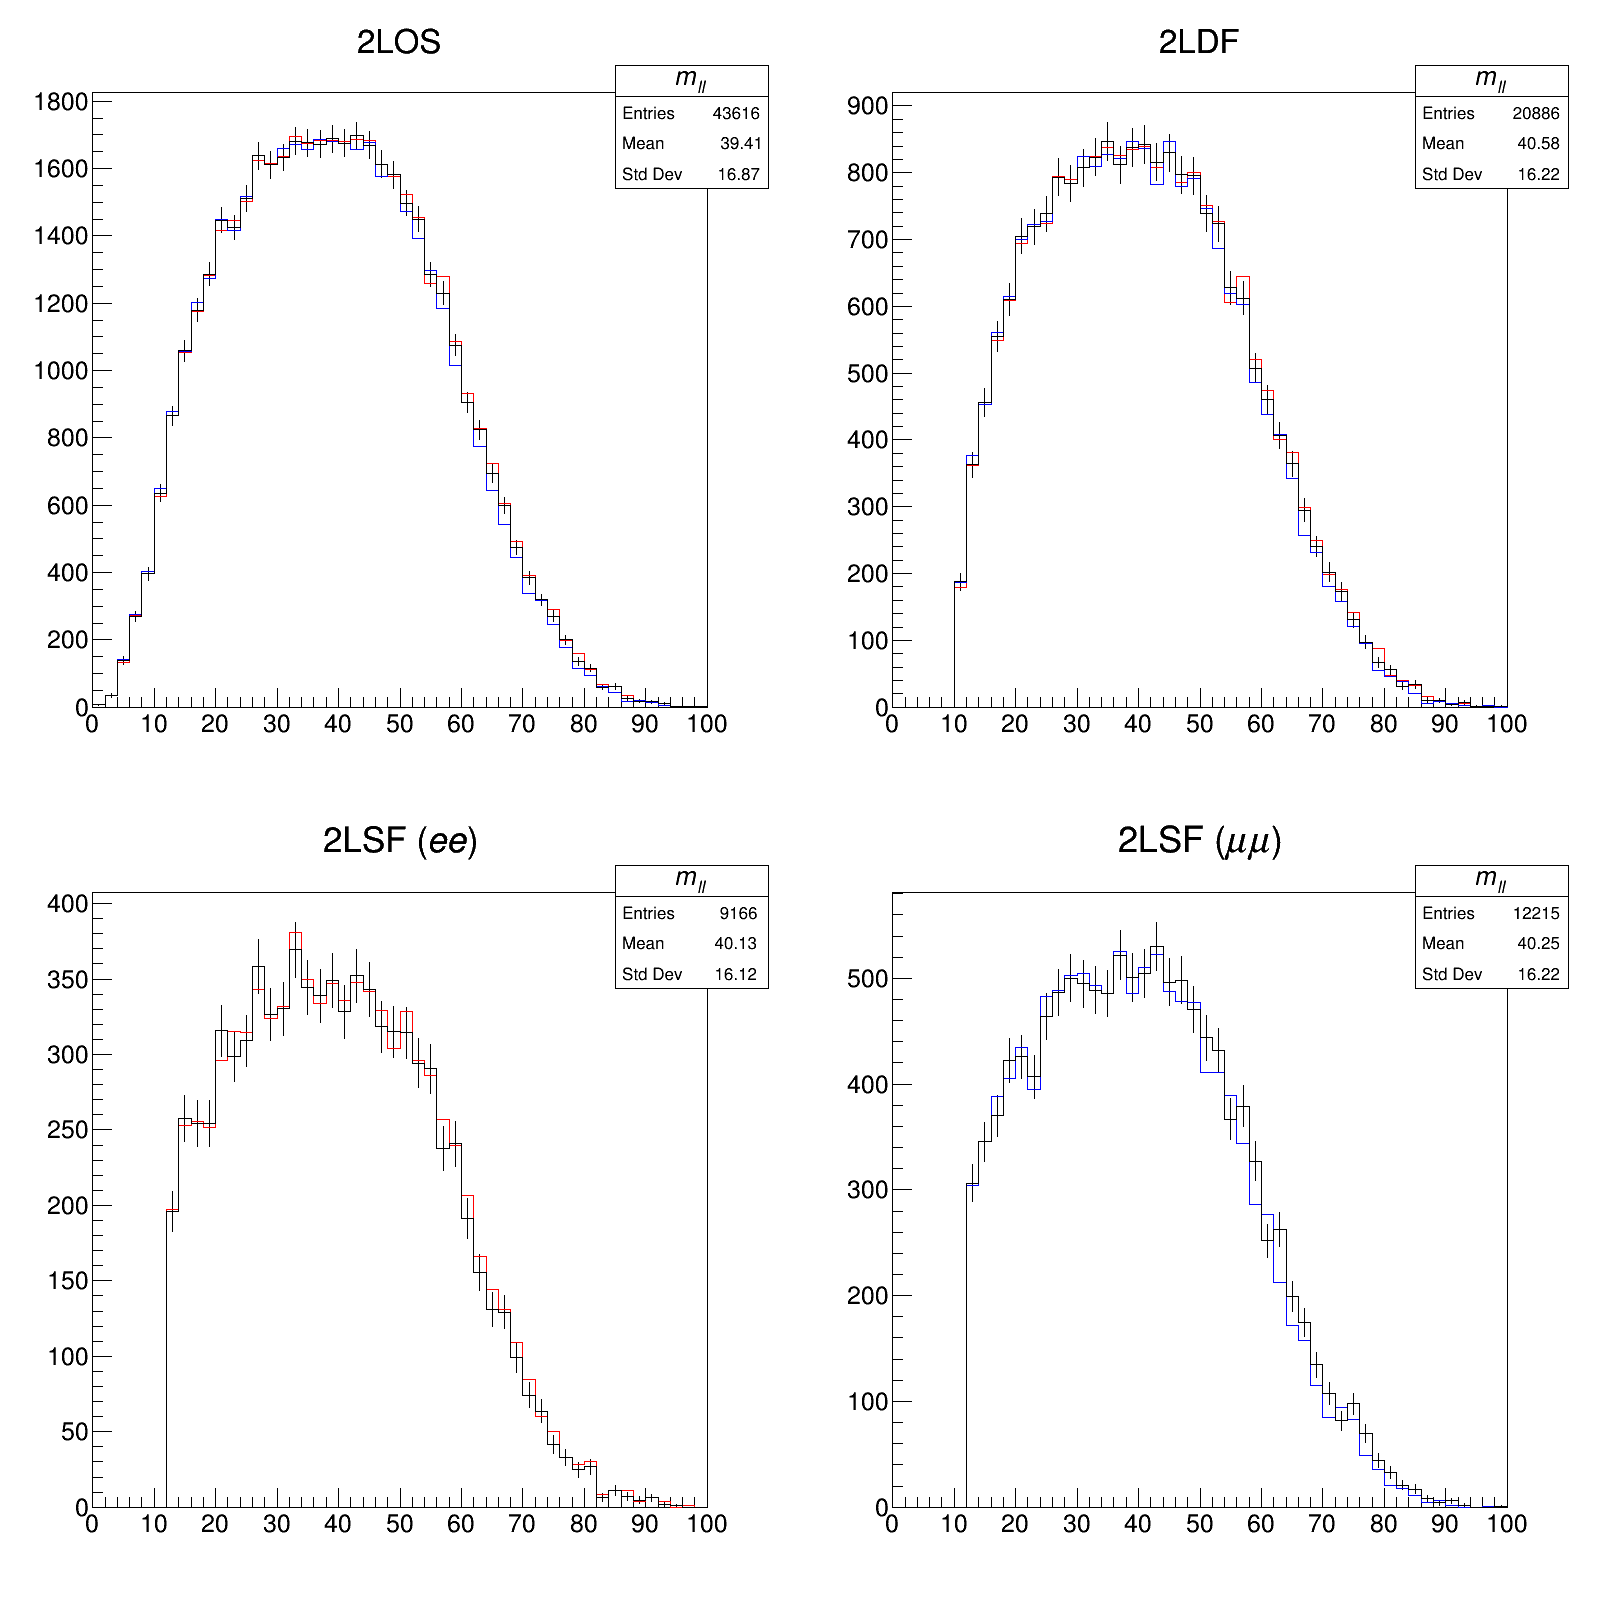 2LOS
m_ll
Entries 43616
Mean 39.41
Std Dev 16.87
1800
1600
1400
1200
1000
800
600
400
200
0
0 10 20 30 40 50 60 70 80 90 100
2LDF
m_ll
Entries 20886
Mean 40.58
Std Dev 16.22
900
800
700
600
500
400
300
200
100
0
0 10 20 30 40 50 60 70 80 90 100
2LSF (ee)
m_ll
Entries 9166
Mean 40.13
Std Dev 16.12
400
350
300
250
200
150
100
50
0
0 10 20 30 40 50 60 70 80 90 100
2LSF (μμ)
m_ll
Entries 12215
Mean 40.25
Std Dev 16.22
500
400
300
200
100
0
0 10 20 30 40 50 60 70 80 90 100